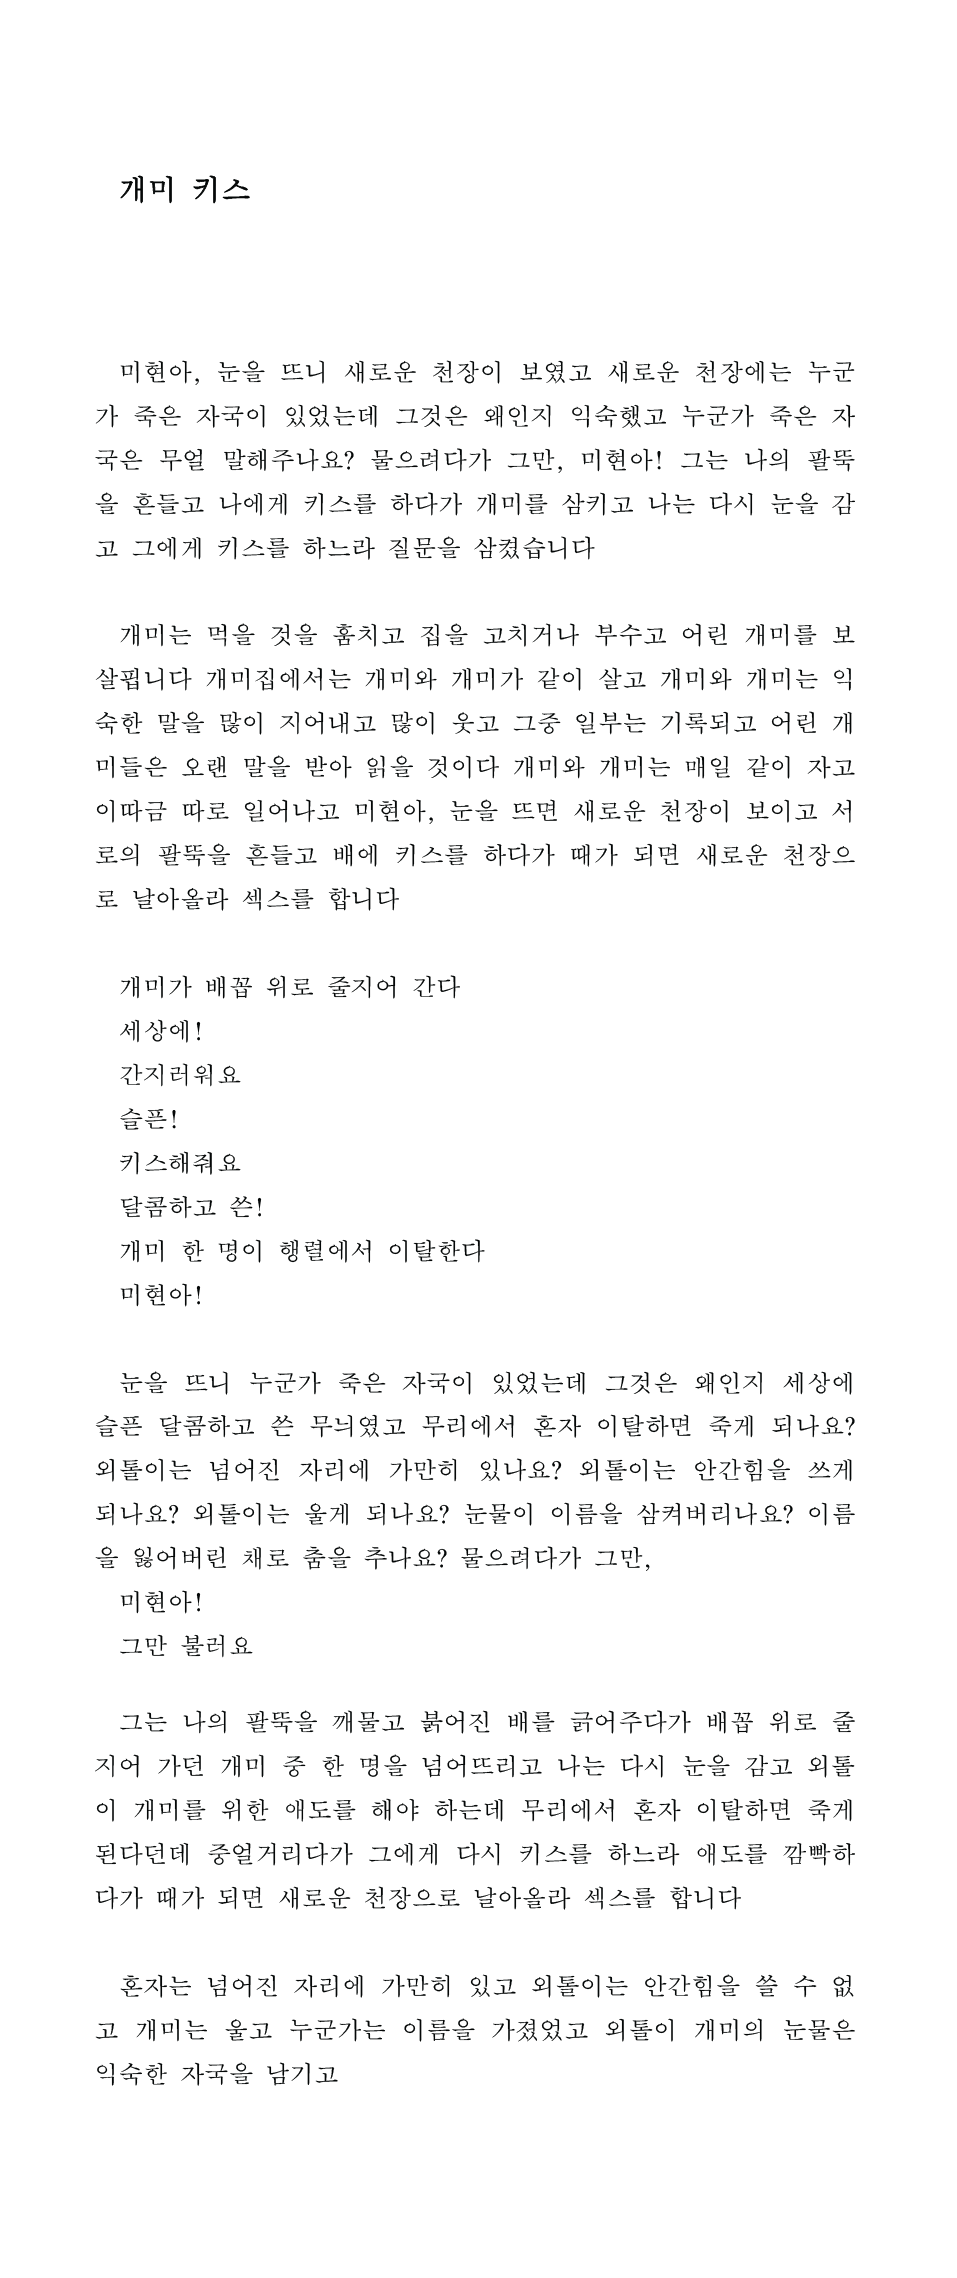 개미 키스
미현아, 눈을 뜨니 새로운 천장이 보였고 새로운 천장에는 누군
가 죽은 자국이 있었는데 그것은 왜인지 익숙했고 누군가 죽은 자
국은 무얼 말해주나요? 물으려다가 그만, 미현아! 그는 나의 팔뚝
을 흔들고 나에게 키스를 하다가 개미를 삼키고 나는 다시 눈을 감
고 그에게 키스를 하느라 질문을 삼켰습니다
개미는 먹을 것을 훔치고 집을 고치거나 부수고 어린 개미를 보
살핍니다 개미집에서는 개미와 개미가 같이 살고 개미와 개미는 익
숙한 말을 많이 지어내고 많이 웃고 그중 일부는 기록되고 어린 개
미들은 오랜 말을 받아 읽을 것이다 개미와 개미는 매일 같이 자고
이따금 따로 일어나고 미현아, 눈을 뜨면 새로운 천장이 보이고 서
로의 팔뚝을 흔들고 배에 키스를 하다가 때가 되면 새로운 천장으
로 날아올라 섹스를 합니다
개미가 배꼽 위로 줄지어 간다
세상에!
간지러워요
슬픈!
키스해줘요
달콤하고 쓴!
개미 한 명이 행렬에서 이탈한다
미현아!
눈을 뜨니 누군가 죽은 자국이 있었는데 그것은 왜인지 세상에
슬픈 달콤하고 쓴 무늬였고 무리에서 혼자 이탈하면 죽게 되나요?
외톨이는 넘어진 자리에 가만히 있나요? 외톨이는 안간힘을 쓰게
되나요? 외톨이는 울게 되나요? 눈물이 이름을 삼켜버리나요? 이름
을 잃어버린 채로 춤을 추나요? 물으려다가 그만,
미현아!
그만 불러요
그는 나의 팔뚝을 깨물고 붉어진 배를 긁어주다가 배꼽 위로 줄
지어 가던 개미 중 한 명을 넘어뜨리고 나는 다시 눈을 감고 외톨
이 개미를 위한 애도를 해야 하는데 무리에서 혼자 이탈하면 죽게
된다던데 중얼거리다가 그에게 다시 키스를 하느라 애도를 깜빡하
다가 때가 되면 새로운 천장으로 날아올라 섹스를 합니다
혼자는 넘어진 자리에 가만히 있고 외톨이는 안간힘을 쓸 수 없
고 개미는 울고 누군가는 이름을 가졌었고 외톨이 개미의 눈물은
익숙한 자국을 남기고